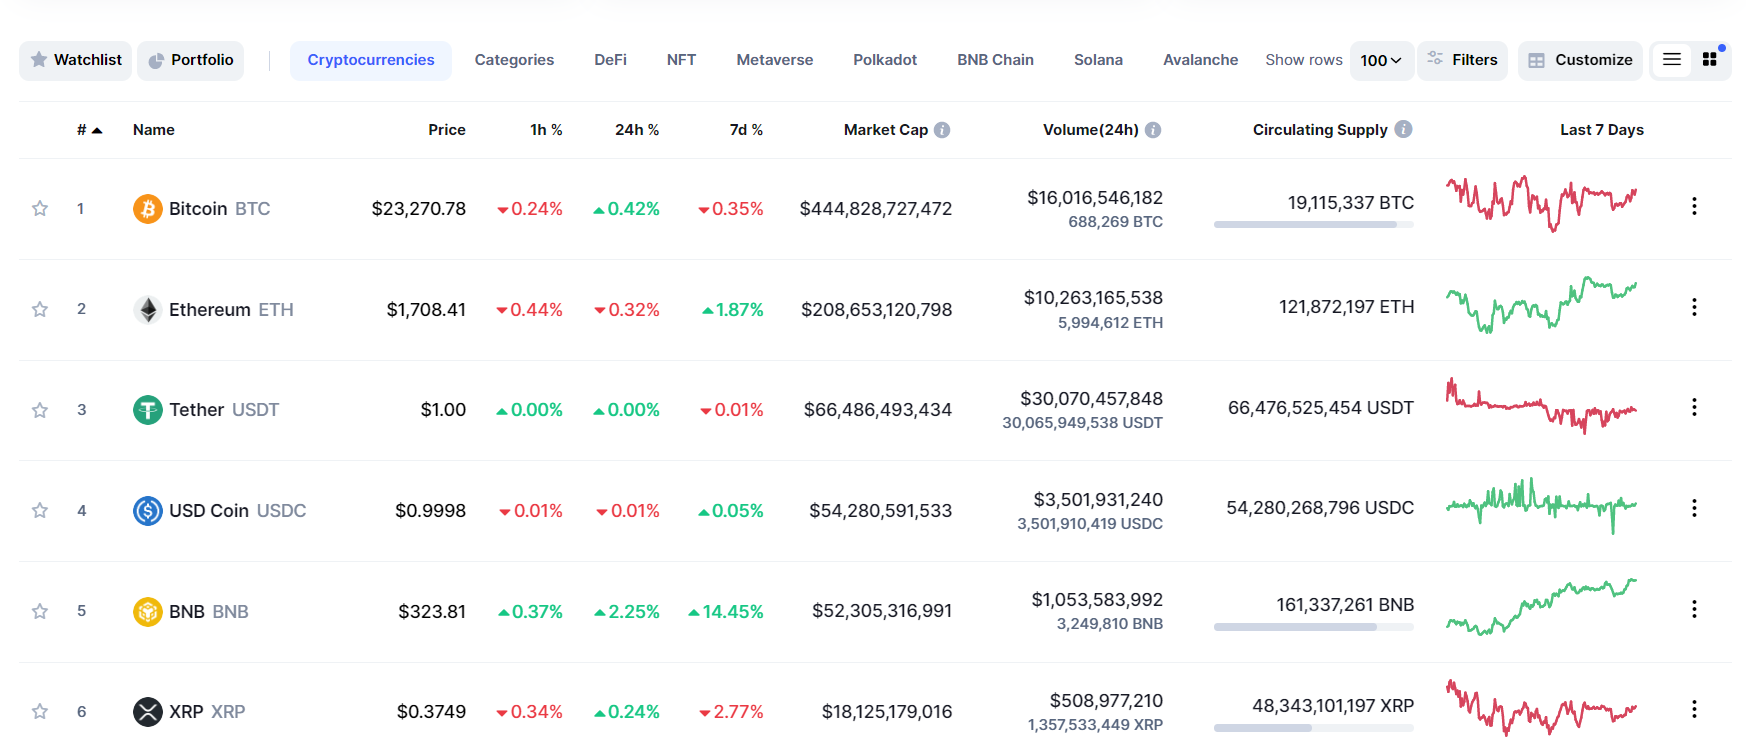 Watchlist Portfolio Cryptocurrencies Categories DeFi NFT Metaverse Polkadot BNB Chain Solana Avalanche Show rows 100 Filters Customize
# Name Price 1h % 24h % 7d % Market Cap Volume(24h) Circulating Supply Last 7 Days
1 Bitcoin BTC $23,270.78 0.24% 0.42% 0.35% $444,828,727,472 $16,016,546,182 19,115,337 BTC
688,269 BTC
2 Ethereum ETH $1,708.41 0.44% 0.32% 1.87% $208,653,120,798 $10,263,165,538 121,872,197 ETH
5,994,612 ETH
3 Tether USDT $1.00 0.00% 0.00% 0.01% $66,486,493,434 $30,070,457,848 66,476,525,454 USDT
30,065,949,538 USDT
4 USD Coin USDC $0.9998 0.01% 0.01% 0.05% $54,280,591,533 $3,501,931,240 54,280,268,796 USDC
3,501,910,419 USDC
5 BNB BNB $323.81 0.37% 2.25% 14.45% $52,305,316,991 $1,053,583,992 161,337,261 BNB
3,249,810 BNB
6 XRP XRP $0.3749 0.34% 0.24% 2.77% $18,125,179,016 $508,977,210 48,343,101,197 XRP
1,357,533,449 XRP